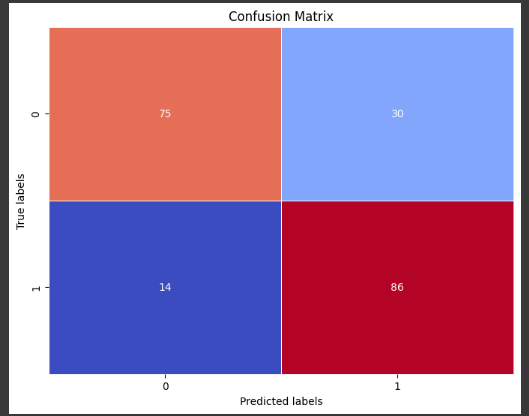 Confusion Matrix
True labels
0
75
30
1
14
86
0
1
Predicted labels